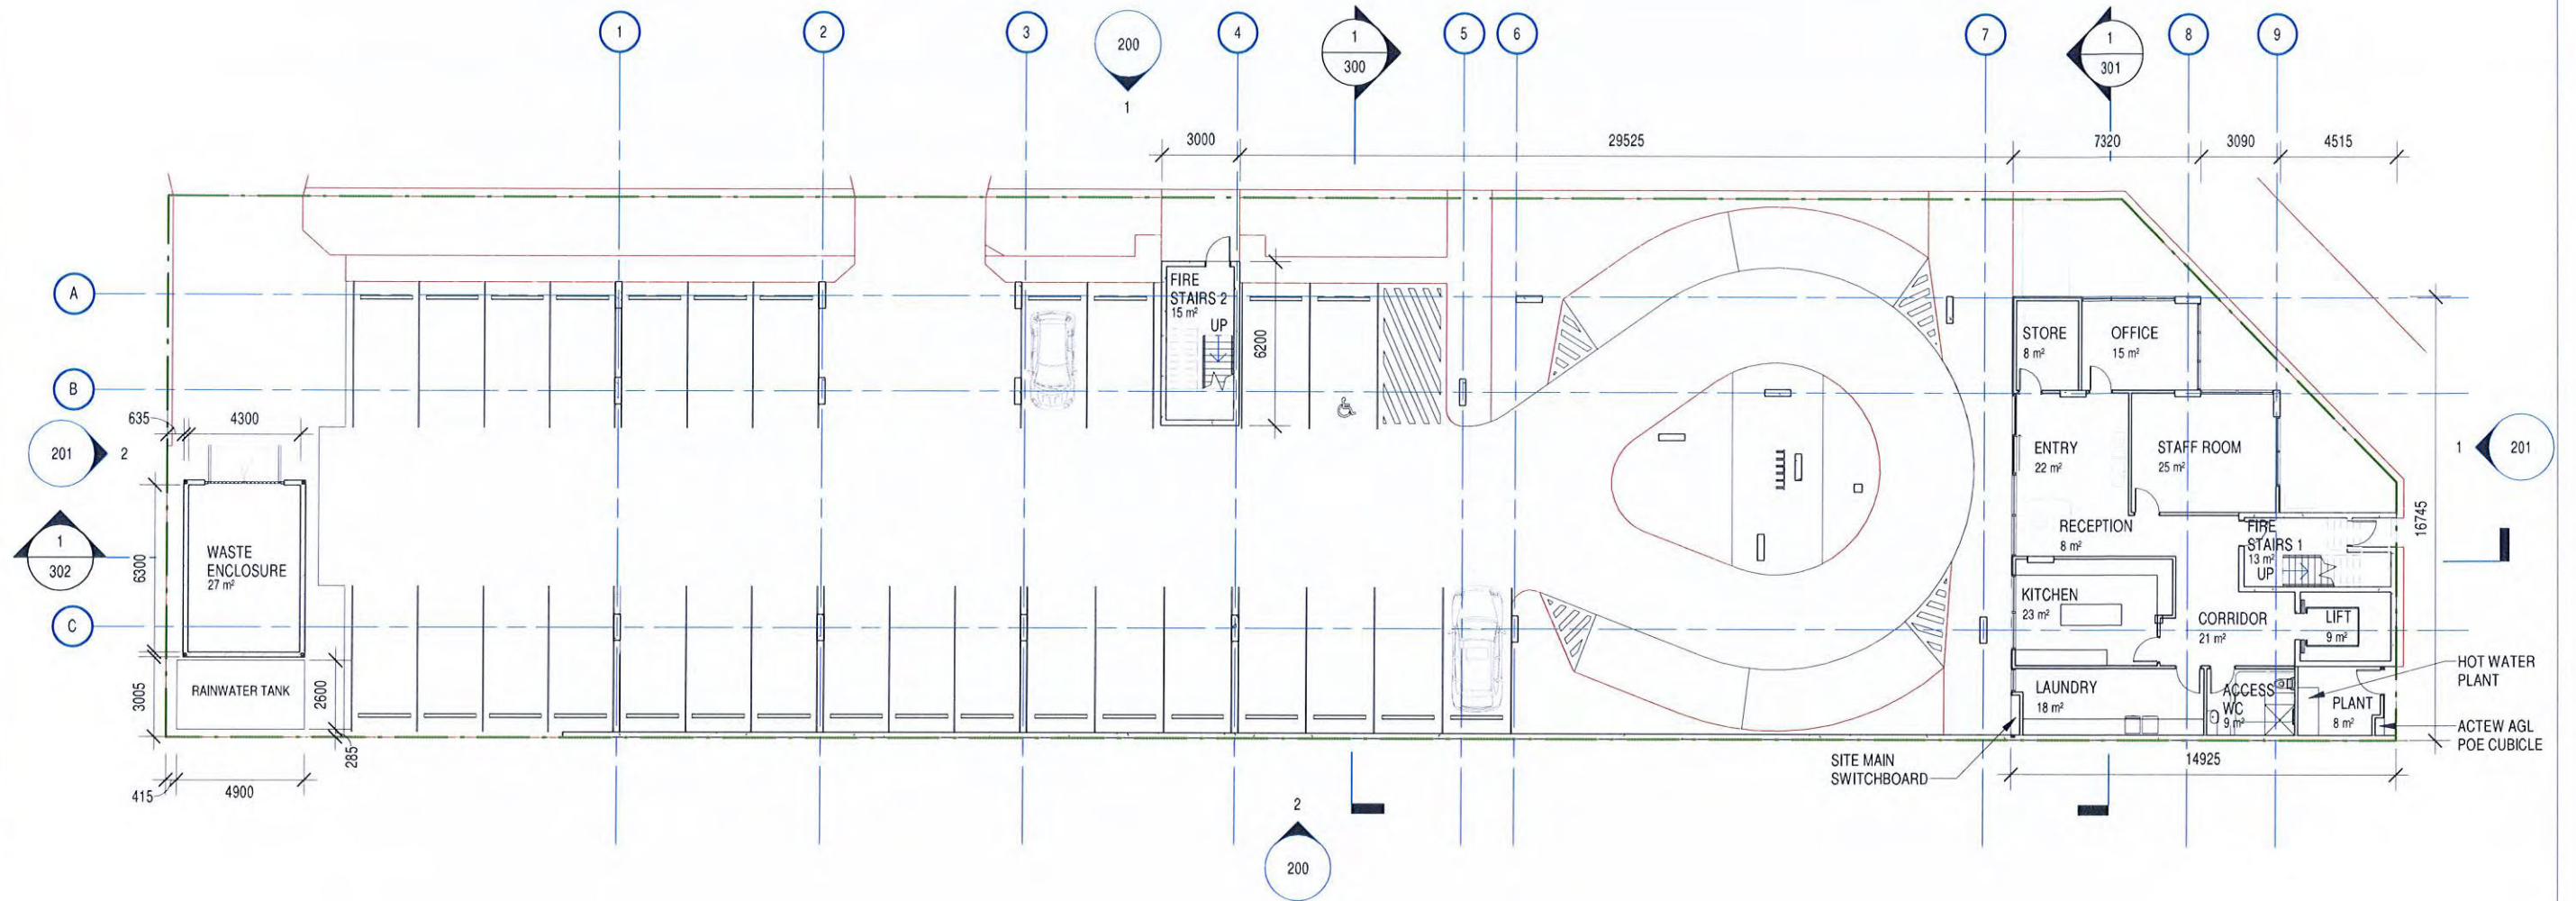 1
2
3
200
1
4
1
300
5
6
7
1
301
8
9
3000
29525
7320
3090
4515
A
B
C
FIRE
STAIRS 2
15 m²
UP
6200
STORE
8 m²
OFFICE
15 m²
635
4300
201
2
ENTRY
22 m²
STAFF ROOM
25 m²
1
201
16745
WASTE
ENCLOSURE
27 m²
6300
1
302
RECEPTION
8 m²
FIRE
STAIRS 1
13 m²
UP
KITCHEN
23 m²
CORRIDOR
21 m²
LIFT
9 m²
RAINWATER TANK
3005
2600
285
LAUNDRY
18 m²
ACCESS
WC
9 m²
PLANT
8 m²
HOT WATER
PLANT
ACTEW AGL
POE CUBICLE
415
4900
SITE MAIN
SWITCHBOARD
14925
2
200